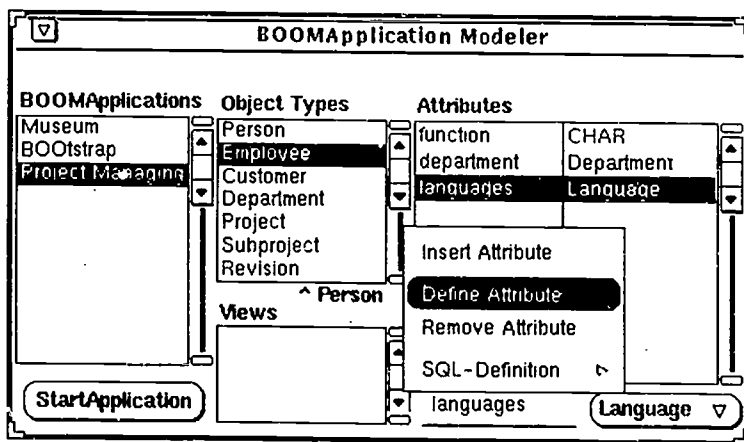 BOOMApplication Modeler
BOOMApplications
Museum
BOOtstrap
Project Managing
Object Types
Person
Employee
Customer
Department
Project
Subproject
Revision
^ Person
Views
Attributes
function CHAR
department Department
languages Language
Insert Attribute
Define Attribute
Remove Attribute
SQL-Definition
StartApplication
languages
Language